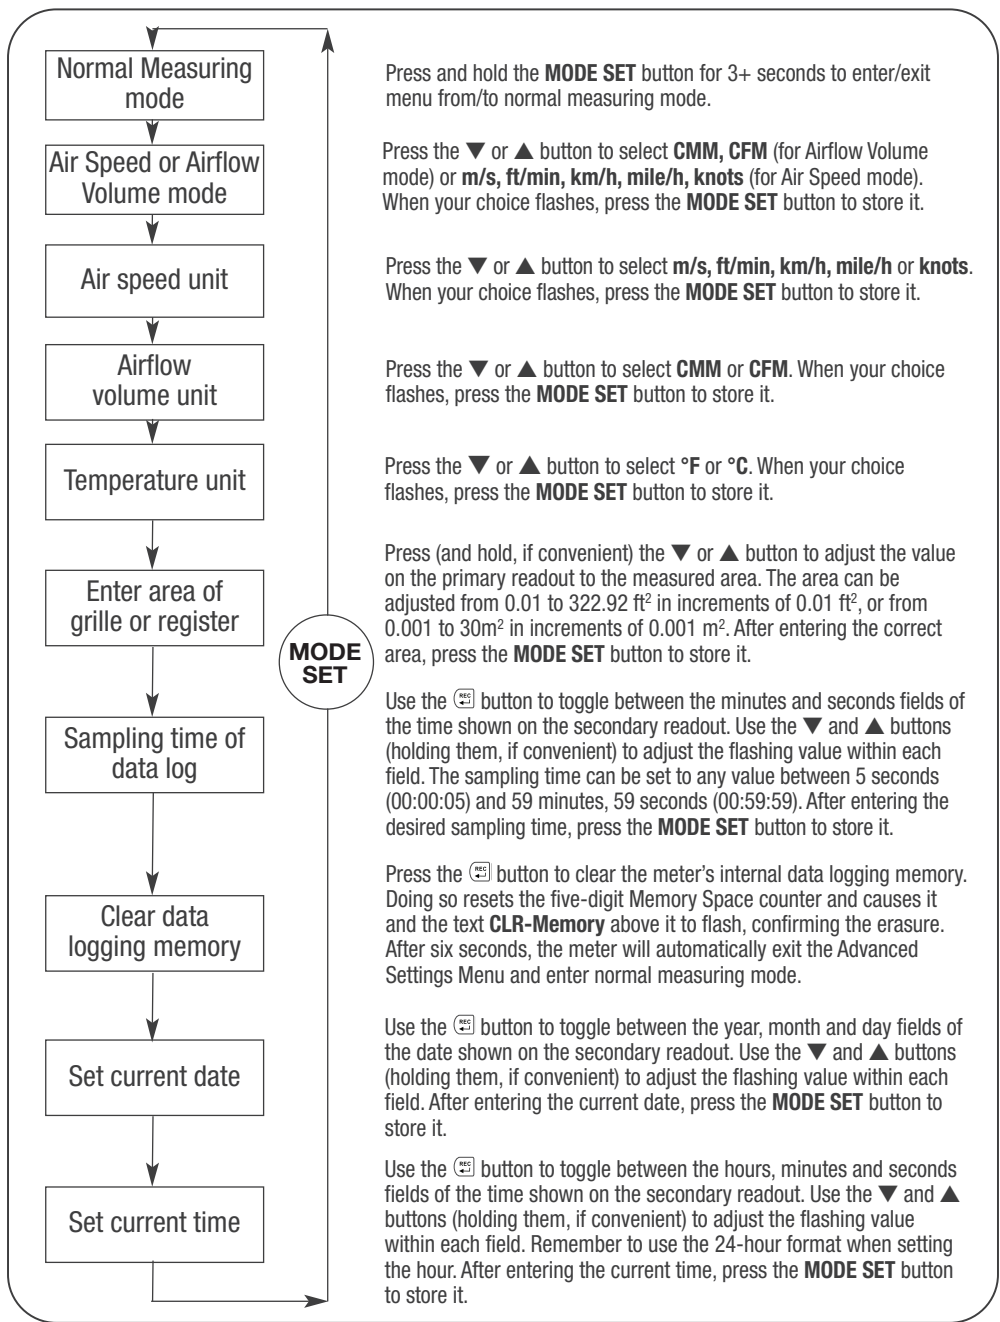 Normal Measuring
mode
Press and hold the MODE SET button for 3+ seconds to enter/exit
menu from/to normal measuring mode.
Air Speed or Airflow
Volume mode
Press the ▼ or ▲ button to select CMM, CFM (for Airflow Volume
mode) or m/s, ft/min, km/h, mile/h, knots (for Air Speed mode).
When your choice flashes, press the MODE SET button to store it.
Air speed unit
Press the ▼ or ▲ button to select m/s, ft/min, km/h, mile/h or knots.
When your choice flashes, press the MODE SET button to store it.
Airflow
volume unit
Press the ▼ or ▲ button to select CMM or CFM. When your choice
flashes, press the MODE SET button to store it.
Temperature unit
Press the ▼ or ▲ button to select °F or °C. When your choice
flashes, press the MODE SET button to store it.
Enter area of
grille or register
Press (and hold, if convenient) the ▼ or ▲ button to adjust the value
on the primary readout to the measured area. The area can be
adjusted from 0.01 to 322.92 ft² in increments of 0.01 ft², or from
0.001 to 30m² in increments of 0.001 m². After entering the correct
area, press the MODE SET button to store it.
MODE
SET
Sampling time of
data log
Use the REC button to toggle between the minutes and seconds fields of
the time shown on the secondary readout. Use the ▼ and ▲ buttons
(holding them, if convenient) to adjust the flashing value within each
field. The sampling time can be set to any value between 5 seconds
(00:00:05) and 59 minutes, 59 seconds (00:59:59). After entering the
desired sampling time, press the MODE SET button to store it.
Clear data
logging memory
Press the REC button to clear the meter's internal data logging memory.
Doing so resets the five-digit Memory Space counter and causes it
and the text CLR-Memory above it to flash, confirming the erasure.
After six seconds, the meter will automatically exit the Advanced
Settings Menu and enter normal measuring mode.
Set current date
Use the REC button to toggle between the year, month and day fields of
the date shown on the secondary readout. Use the ▼ and ▲ buttons
(holding them, if convenient) to adjust the flashing value within each
field. After entering the current date, press the MODE SET button to
store it.
Set current time
Use the REC button to toggle between the hours, minutes and seconds
fields of the time shown on the secondary readout. Use the ▼ and ▲
buttons (holding them, if convenient) to adjust the flashing value
within each field. Remember to use the 24-hour format when setting
the hour. After entering the current time, press the MODE SET button
to store it.